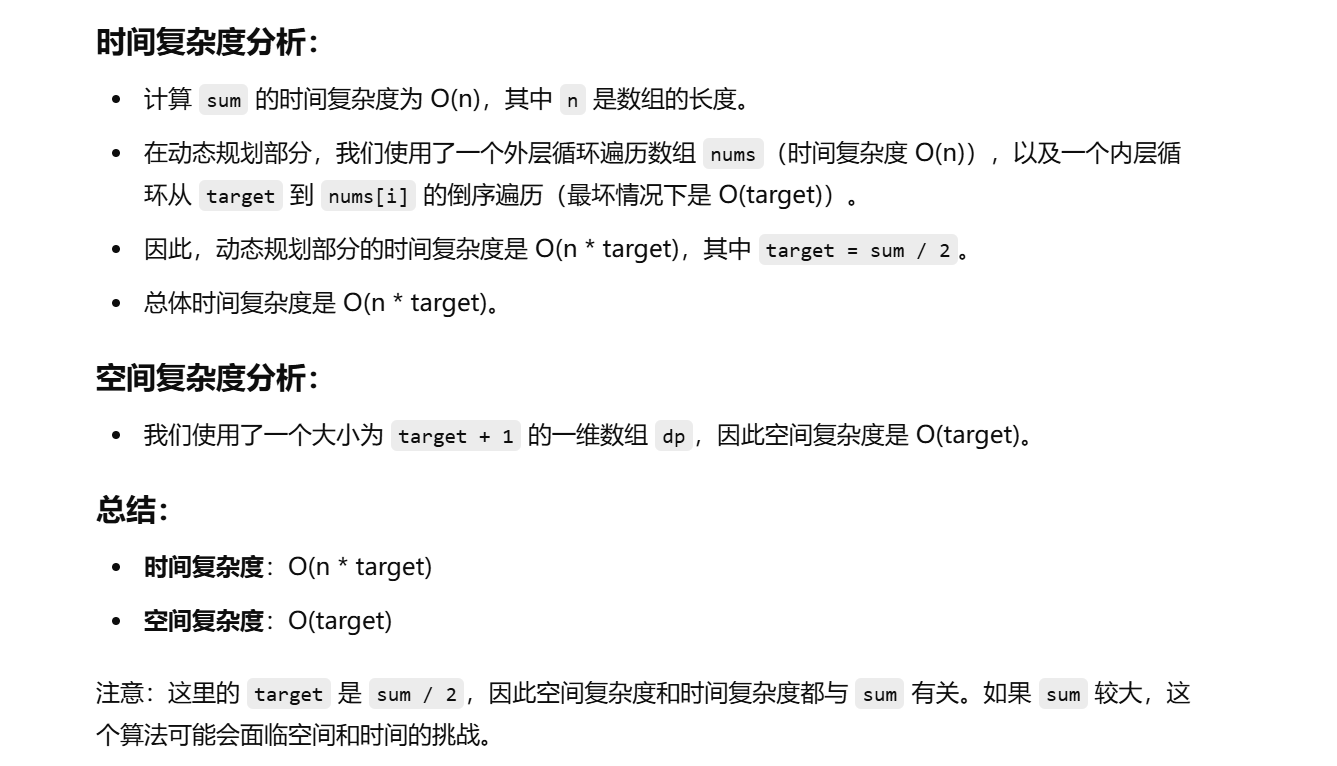 时间复杂度分析：
• 计算 sum 的时间复杂度为 O(n)，其中 n 是数组的长度。
• 在动态规划部分，我们使用了一个外层循环遍历数组 nums（时间复杂度 O(n)），以及一个内层循
环从 target 到 nums[i] 的倒序遍历（最坏情况下是 O(target)）。
• 因此，动态规划部分的时间复杂度是 O(n * target)，其中 target = sum / 2。
• 总体时间复杂度是 O(n * target)。
空间复杂度分析：
• 我们使用了一个大小为 target + 1 的一维数组 dp，因此空间复杂度是 O(target)。
总结：
• 时间复杂度：O(n * target)
• 空间复杂度：O(target)
注意：这里的 target 是 sum / 2，因此空间复杂度和时间复杂度都与 sum 有关。如果 sum 较大，这
个算法可能会面临空间和时间的挑战。